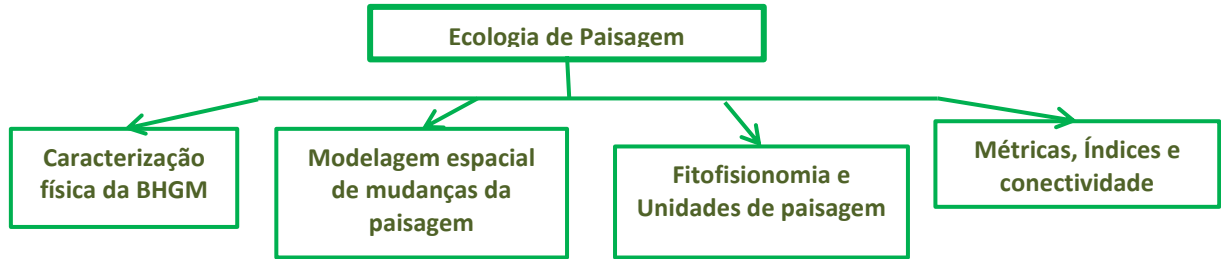 Ecologia de Paisagem
Caracterização
física da BHGM
Modelagem espacial
de mudanças da
paisagem
Fitofisionomia e
Unidades de paisagem
Métricas, Índices e
conectividade